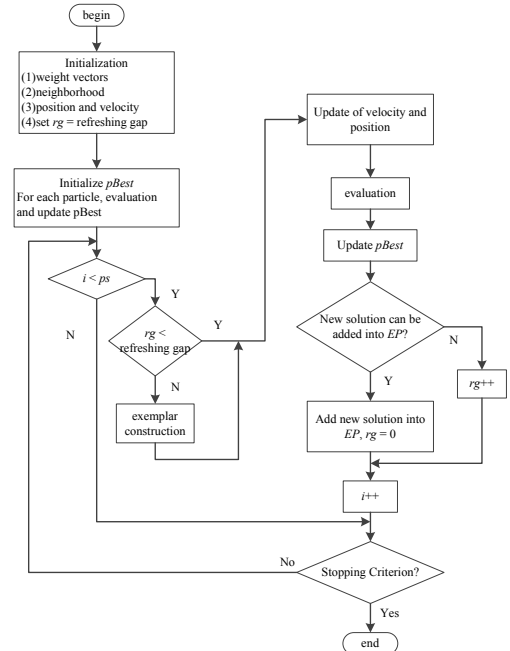 begin
Initialization
(1)weight vectors
(2)neighborhood
(3)position and velocity
(4)set rg = refreshing gap
Initialize pBest
For each particle, evaluation
and update pBest
i < ps
Y
N
rg <
refreshing gap
Y
N
exemplar
construction
Update of velocity and
position
evaluation
Update pBest
New solution can be
added into EP?
N
Y
rg++
Add new solution into
EP, rg = 0
i++
Stopping Criterion?
No
Yes
end